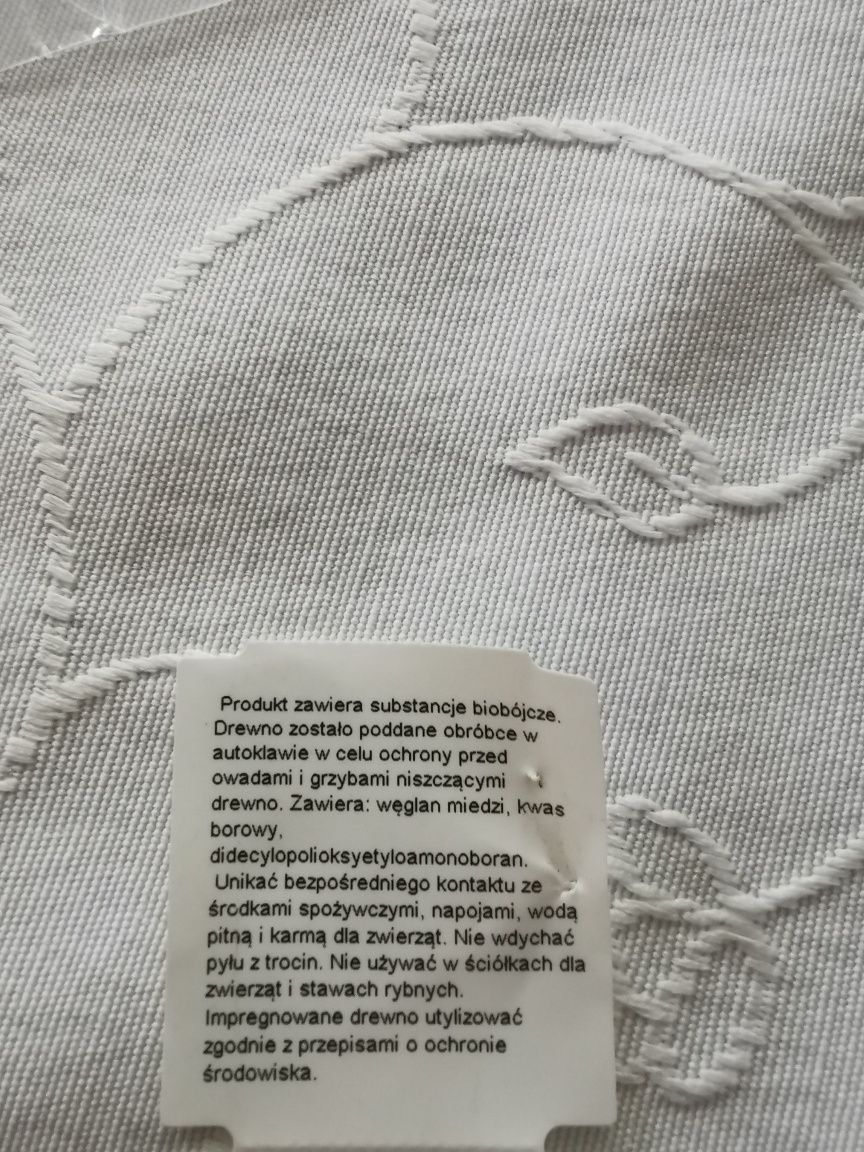 Produkt zawiera substancje biobójcze.
Drewno zostało poddane obróbce w
autoklawie w celu ochrony przed
owadami i grzybami niszczącymi
drewno. Zawiera: węglan miedzi, kwas
borowy,
didecylopolioksyetyloamonoboran.
Unikać bezpośredniego kontaktu ze
środkami spożywczymi, napojami, wodą
pitną i karmą dla zwierząt. Nie wdychać
pyłu z trocin. Nie używać w ściółkach dla
zwierząt i stawach rybnych.
Impregnowane drewno utylizować
zgodnie z przepisami o ochronie
środowiska.